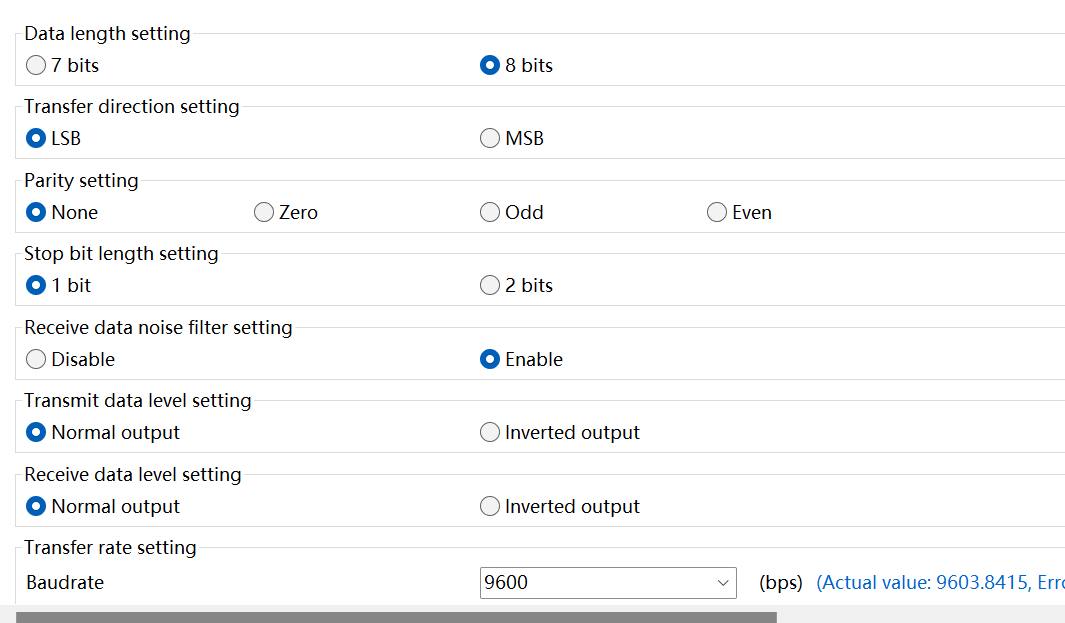 Data length setting
7 bits 8 bits
Transfer direction setting
LSB MSB
Parity setting
None Zero Odd Even
Stop bit length setting
1 bit 2 bits
Receive data noise filter setting
Disable Enable
Transmit data level setting
Normal output Inverted output
Receive data level setting
Normal output Inverted output
Transfer rate setting
Baudrate 9600 (bps) (Actual value: 9603.8415,